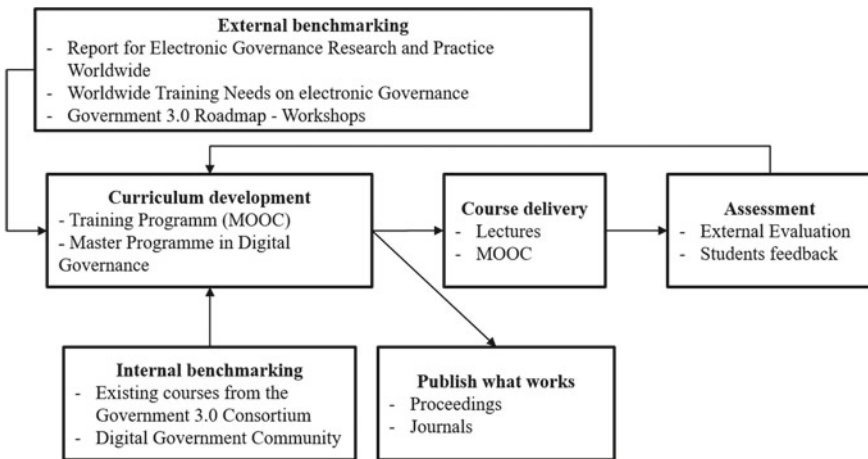 External benchmarking
- Report for Electronic Governance Research and Practice
Worldwide
- Worldwide Training Needs on electronic Governance
- Government 3.0 Roadmap - Workshops
Curriculum development
- Training Programm (MOOC)
- Master Programme in Digital
Governance
Course delivery
- Lectures
- MOOC
Assessment
- External Evaluation
- Students feedback
Internal benchmarking
- Existing courses from the
Government 3.0 Consortium
- Digital Government Community
Publish what works
- Proceedings
- Journals